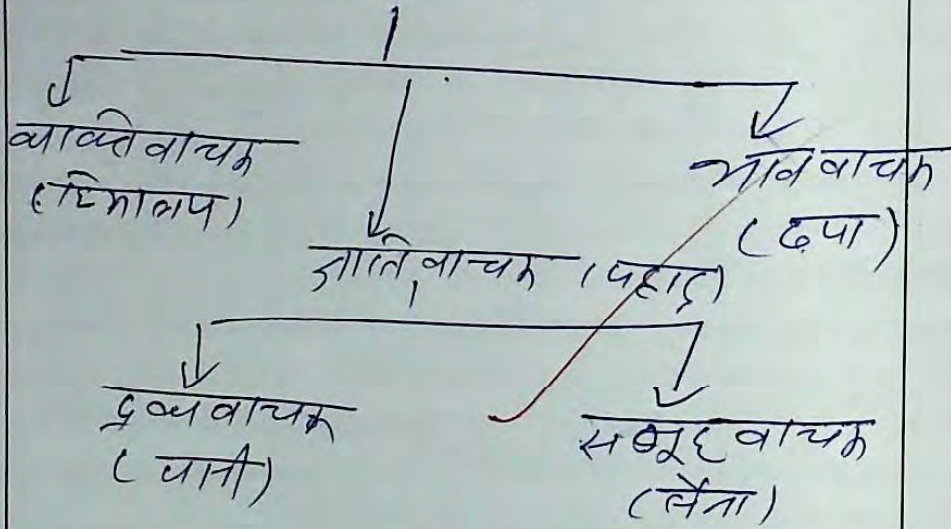 व्यक्तिवाचक
(हिमालय)
भाववाचक
(दया)
जातिवाचक (पहाड़)
द्रव्यवाचक
(पानी)
समूहवाचक
(सेना)